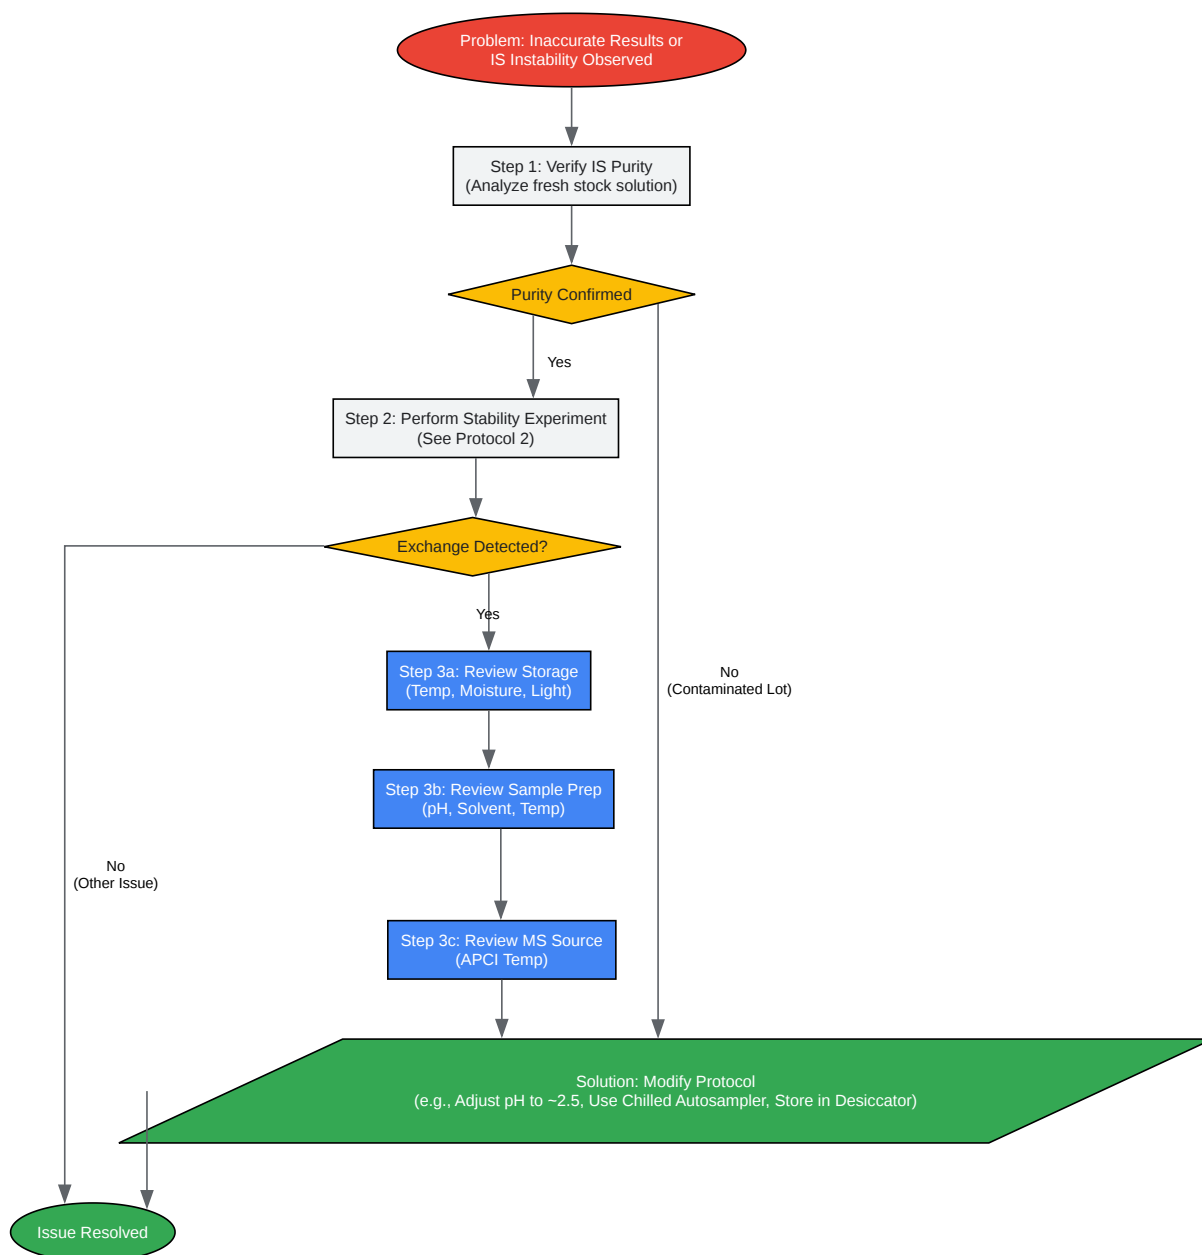 Problem: Inaccurate Results or
IS Instability Observed
Step 1: Verify IS Purity
(Analyze fresh stock solution)
Purity Confirmed
Yes
Step 2: Perform Stability Experiment
(See Protocol 2)
Exchange Detected?
Yes
Step 3a: Review Storage
(Temp, Moisture, Light)
No
(Contaminated Lot)
Step 3b: Review Sample Prep
(pH, Solvent, Temp)
No
(Other Issue)
Step 3c: Review MS Source
(APCI Temp)
Solution: Modify Protocol
(e.g., Adjust pH to ~2.5, Use Chilled Autosampler, Store in Desiccator)
Issue Resolved